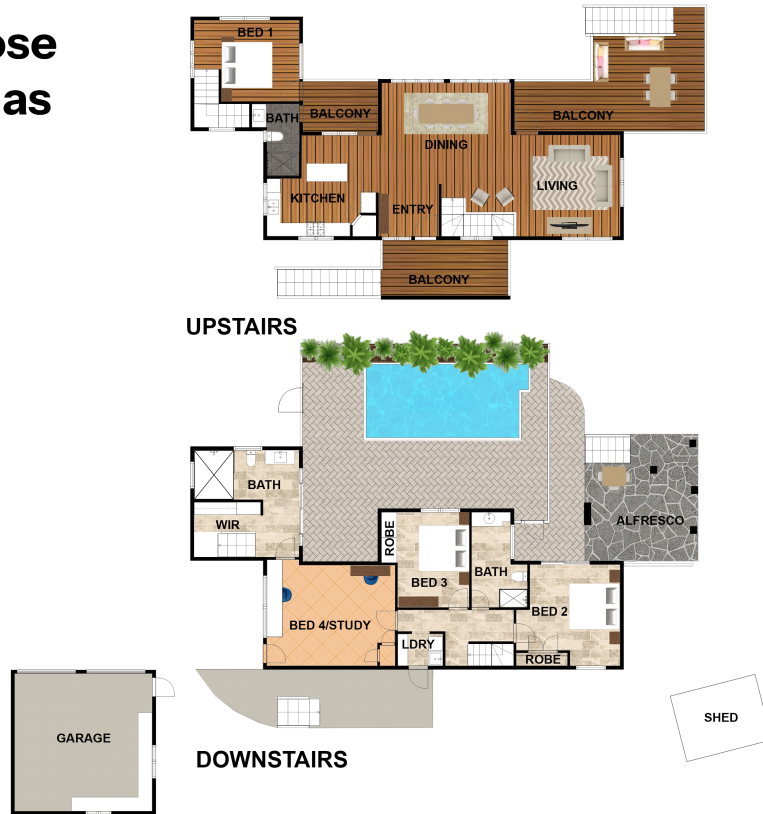 ose
as
BED 1
BATH
BALCONY
BALCONY
DINING
KITCHEN
LIVING
ENTRY
BALCONY
UPSTAIRS
BATH
WIR
ROBE
ALFRESCO
BED 3
BATH
BED 4/STUDY
BED 2
LDRY
ROBE
GARAGE
SHED
DOWNSTAIRS